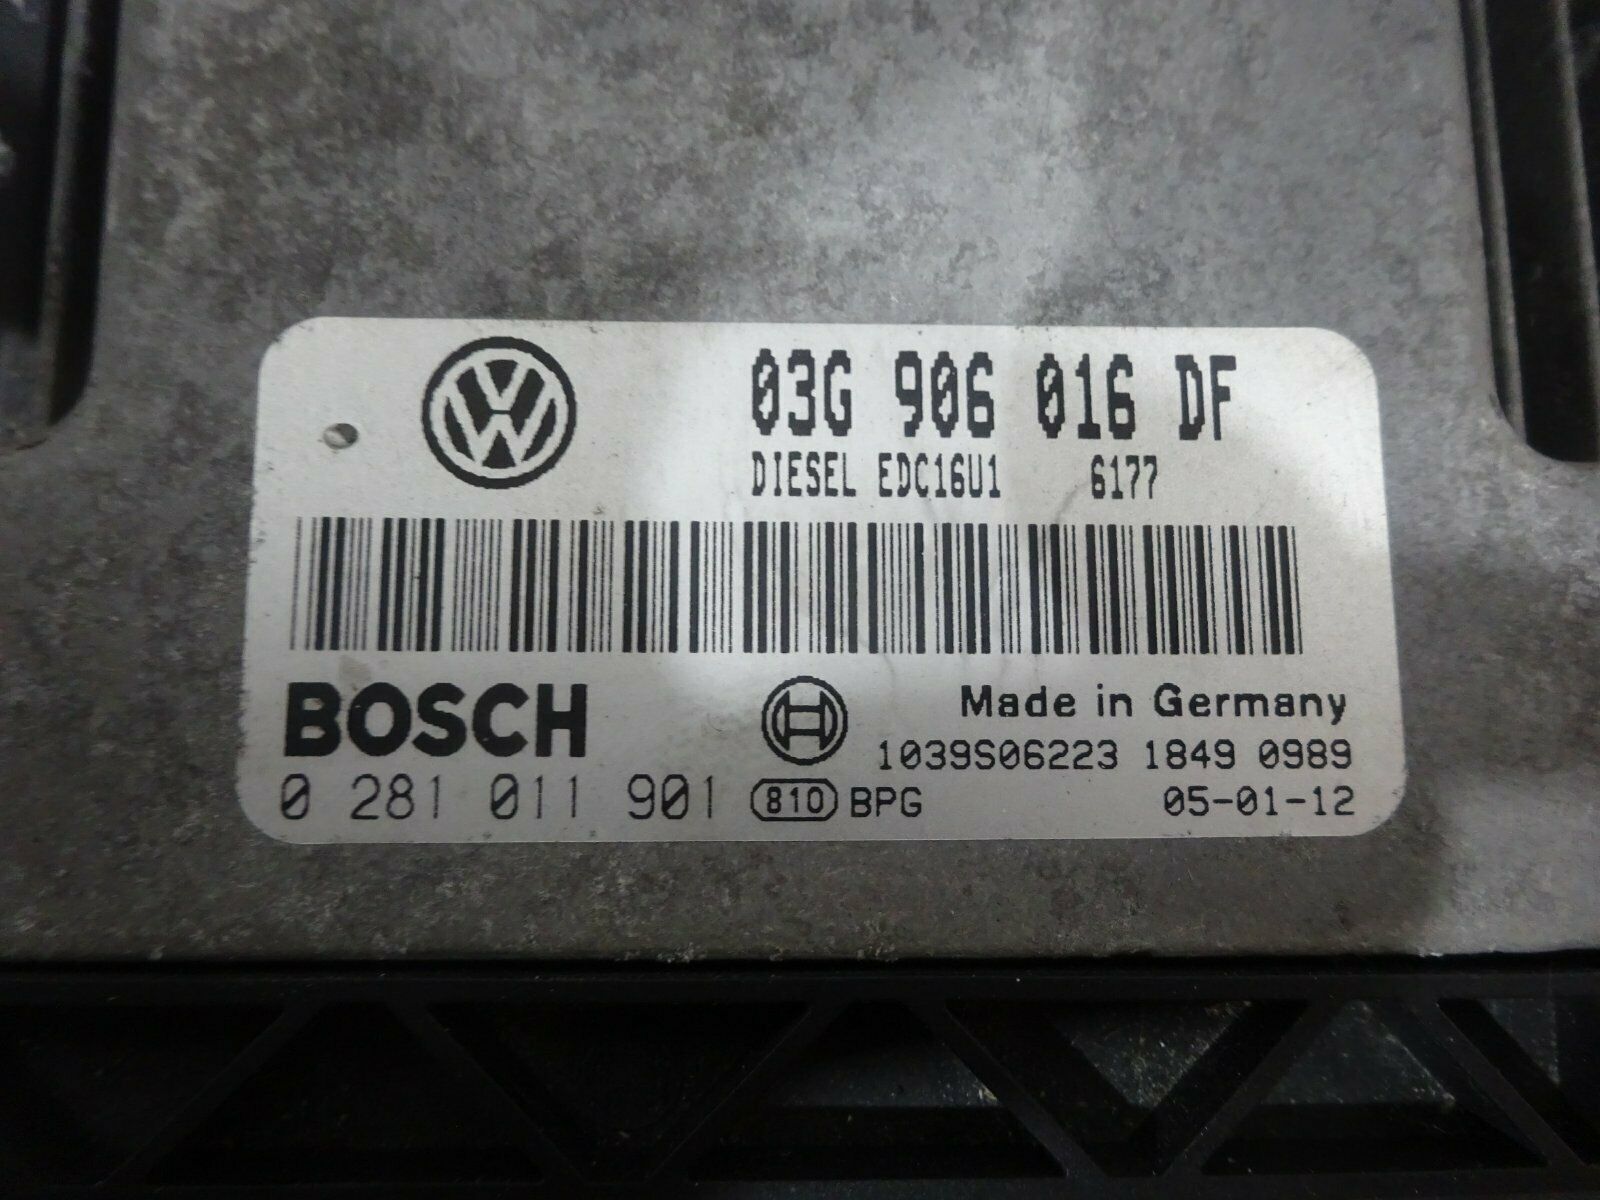 03G 906 016 DF
DIESEL EDC16U1 6177
BOSCH
Made in Germany
1039S06223 1849 0989
0 281 011 901 810 BPG 05-01-12